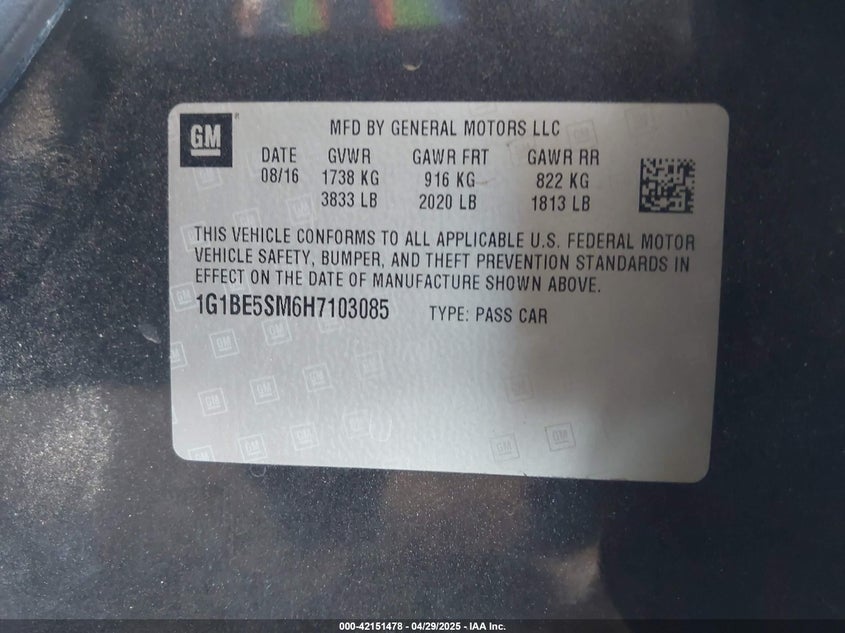 GM
MFD BY GENERAL MOTORS LLC
DATE GVWR GAWR FRT GAWR RR
08/16 1738 KG 916 KG 822 KG
3833 LB 2020 LB 1813 LB
THIS VEHICLE CONFORMS TO ALL APPLICABLE U.S. FEDERAL MOTOR
VEHICLE SAFETY, BUMPER, AND THEFT PREVENTION STANDARDS IN
EFFECT ON THE DATE OF MANUFACTURE SHOWN ABOVE.
1G1BE5SM6H7103085 TYPE: PASS CAR
000-42151478 - 04/29/2025 - IAA Inc.